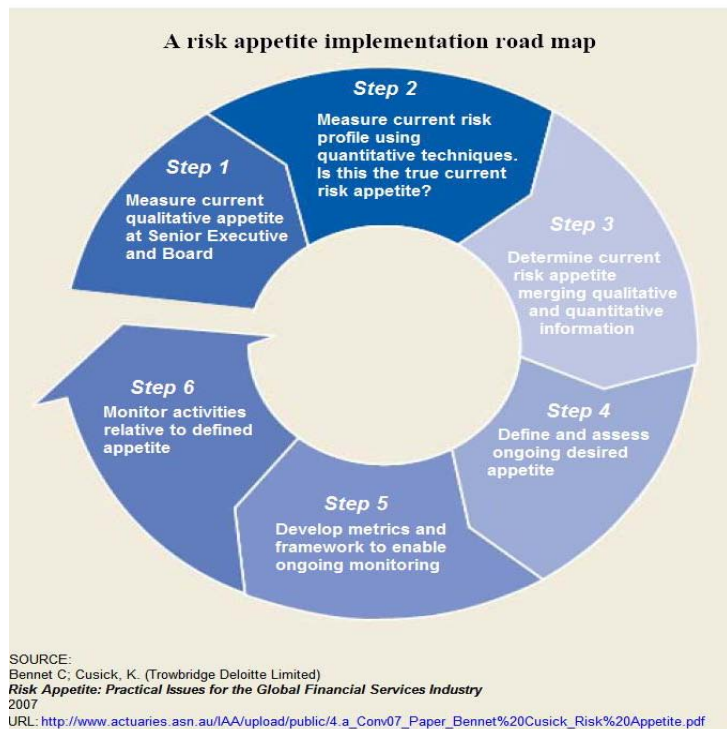 A risk appetite implementation road map
Step 1
Measure current
qualitative appetite
at Senior Executive
and Board
Step 2
Measure current risk
profile using
quantitative techniques.
Is this the true current
risk appetite?
Step 3
Determine current
risk appetite
merging qualitative
and quantitative
information
Step 4
Define and assess
ongoing desired
appetite
Step 5
Develop metrics and
framework to enable
ongoing monitoring
Step 6
Monitor activities
relative to defined
appetite
SOURCE:
Bennet C; Cusick, K. (Trowbridge Deloitte Limited)
Risk Appetite: Practical Issues for the Global Financial Services Industry
2007
URL: http://www.actuaries.asn.au/IAA/upload/public/4.a_Conv07_Paper_Bennet%20Cusick_Risk%20Appetite.pdf